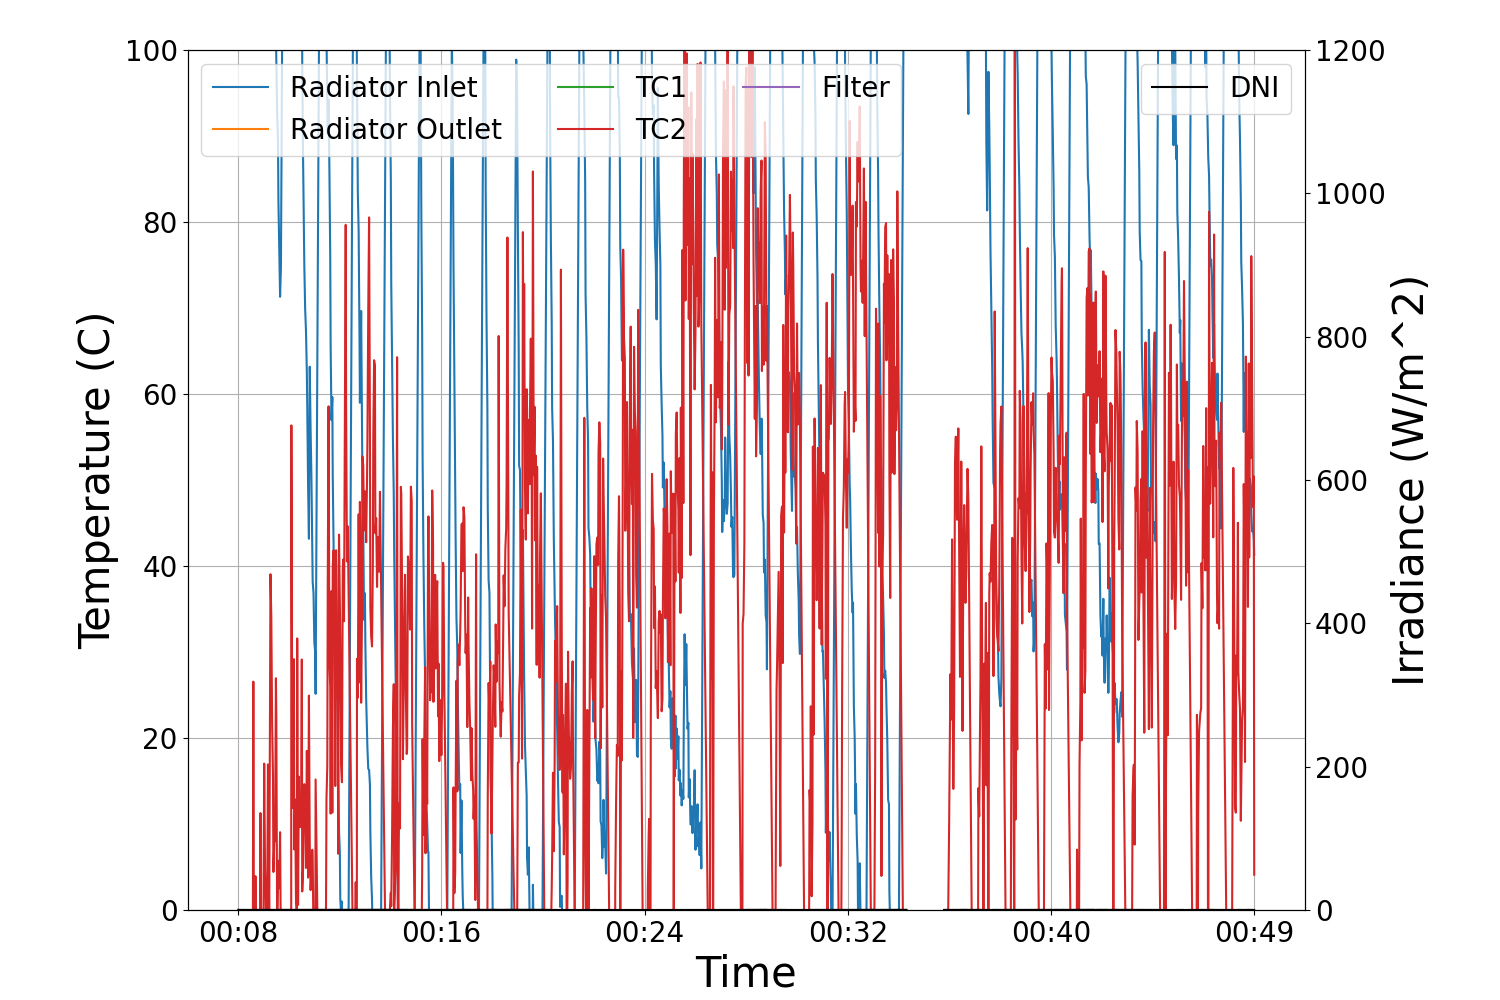 100
80
60
40
20
0
Temperature (C)
Radiator Inlet
Radiator Outlet
TC1
TC2
Filter
DNI
1200
1000
800
600
400
200
0
Irradiance (W/m^2)
00:08
00:16
00:24
00:32
00:40
00:49
Time